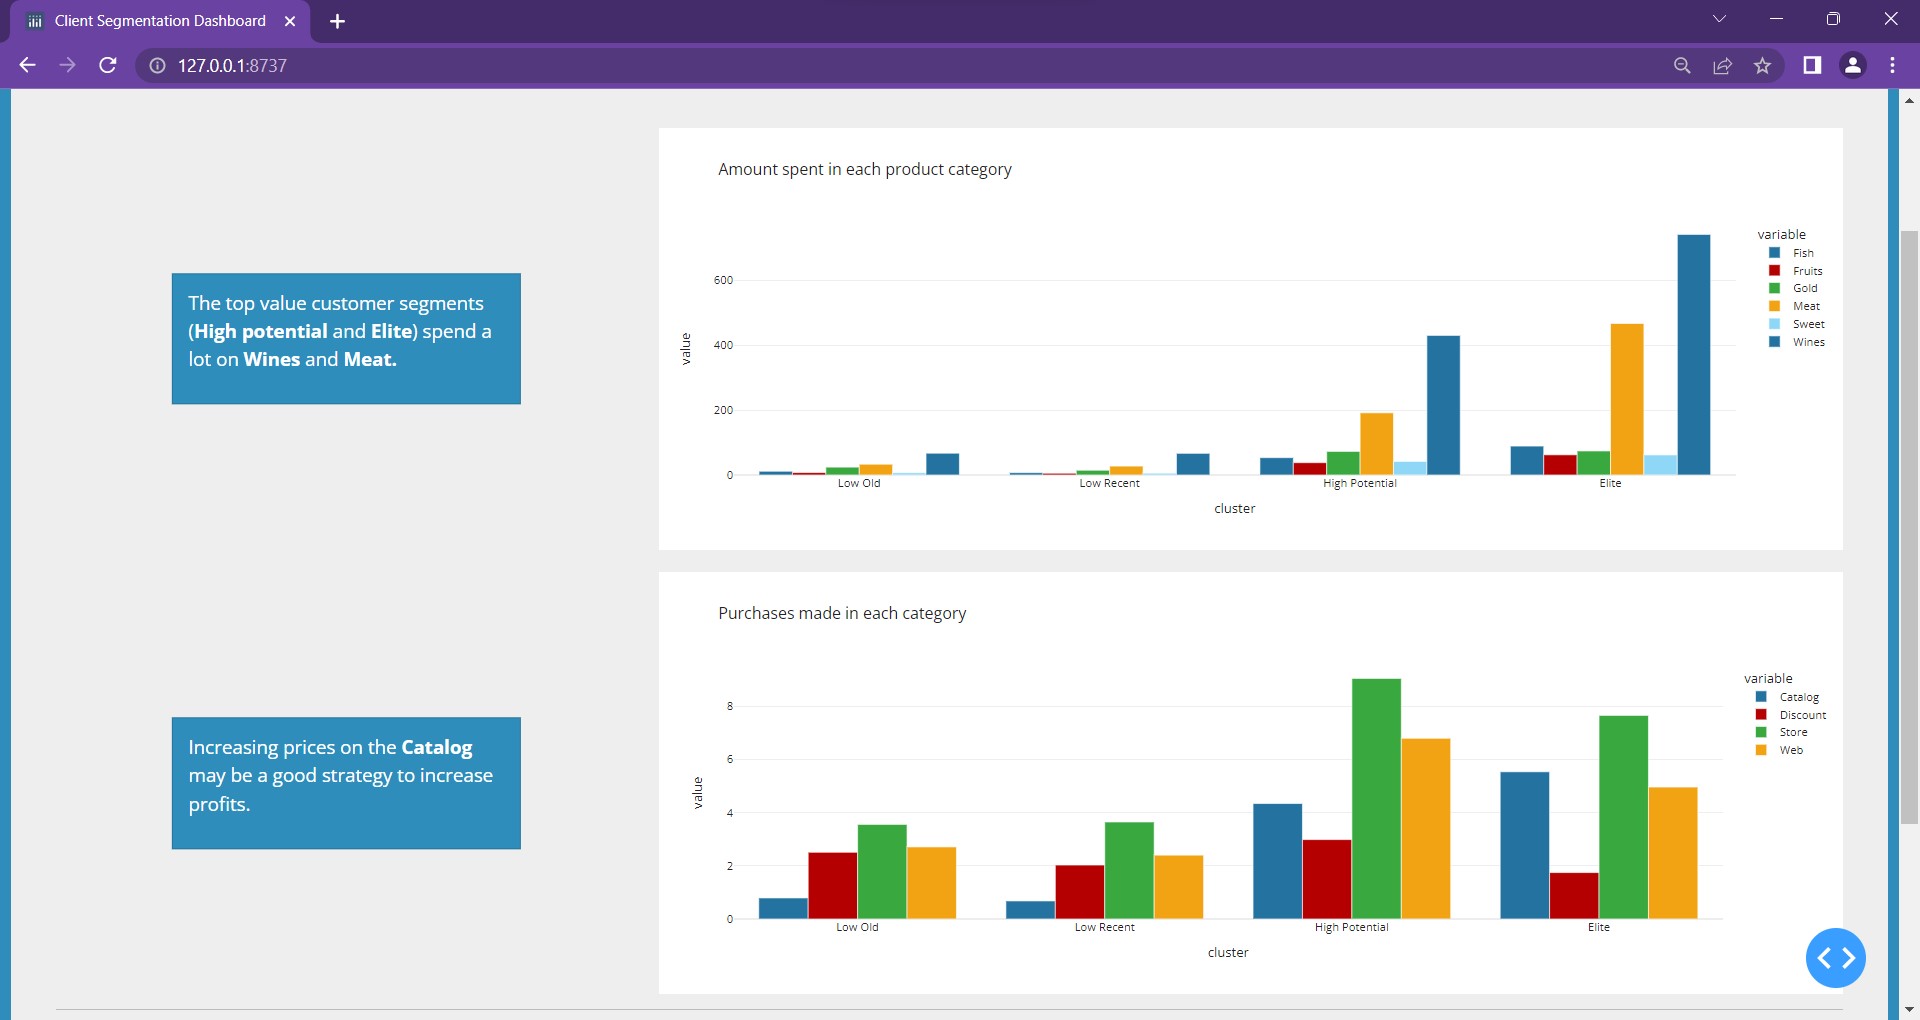 Client Segmentation Dashboard
127.0.0.1:8737
Amount spent in each product category
The top value customer segments
(High potential and Elite) spend a
lot on Wines and Meat.
value
600
400
200
0
Low Old
Low Recent
High Potential
Elite
cluster
variable
Fish
Fruits
Gold
Meat
Sweet
Wines
Purchases made in each category
Increasing prices on the Catalog
may be a good strategy to increase
profits.
value
8
6
4
2
0
Low Old
Low Recent
High Potential
Elite
cluster
variable
Catalog
Discount
Store
Web